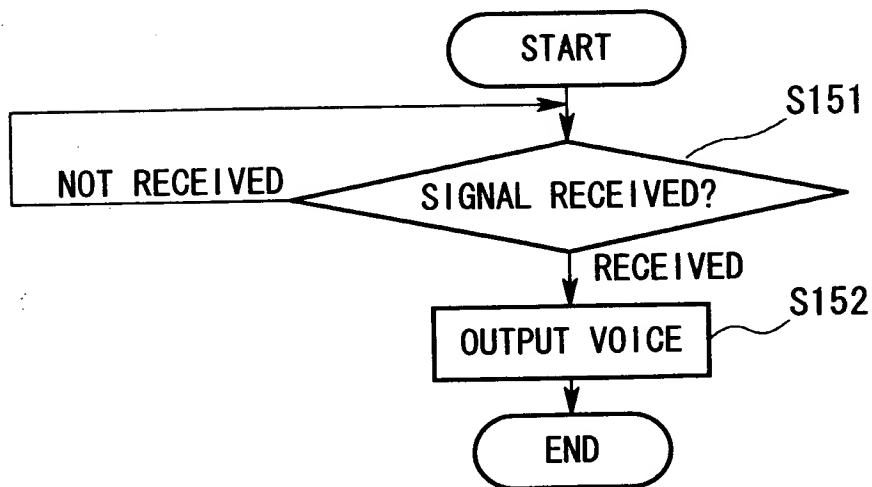 START
S151
NOT RECEIVED
SIGNAL RECEIVED?
RECEIVED
S152
OUTPUT VOICE
END